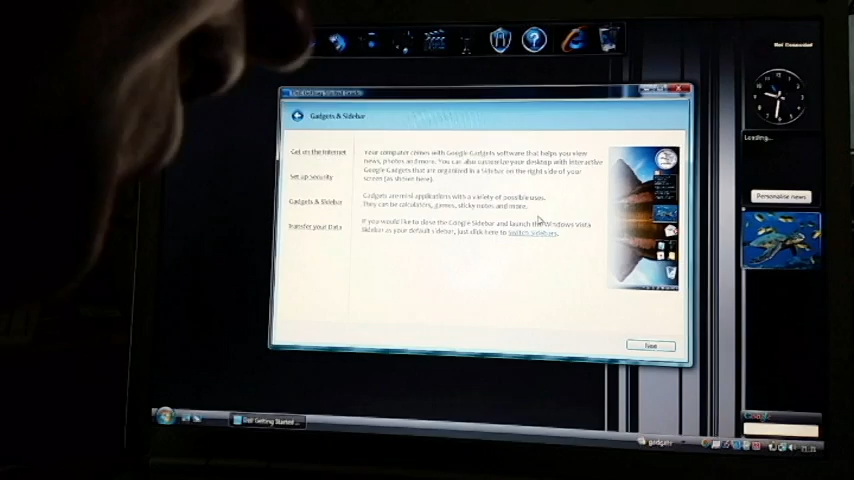 Not Connected
Dell Getting Started Guide
Gadgets & Sidebar
Loading...
Get on the Internet
Set up Security
Gadgets & Sidebar
Transfer your Data
Your computer comes with Google Gadgets software that helps you view
news, photos and more. You can also customize your desktop with interactive
Google Gadgets that are organized in a Sidebar on the right side of your
screen (as shown here).
Gadgets are mini applications with a variety of possible uses.
They can be calculators, games, sticky notes and more.
If you would like to close the Google Sidebar and launch the Windows Vista
Sidebar as your default sidebar, just click here to Switch Sidebars.
Personalise news
Next
Google
Dell Getting Started ...
gadgets